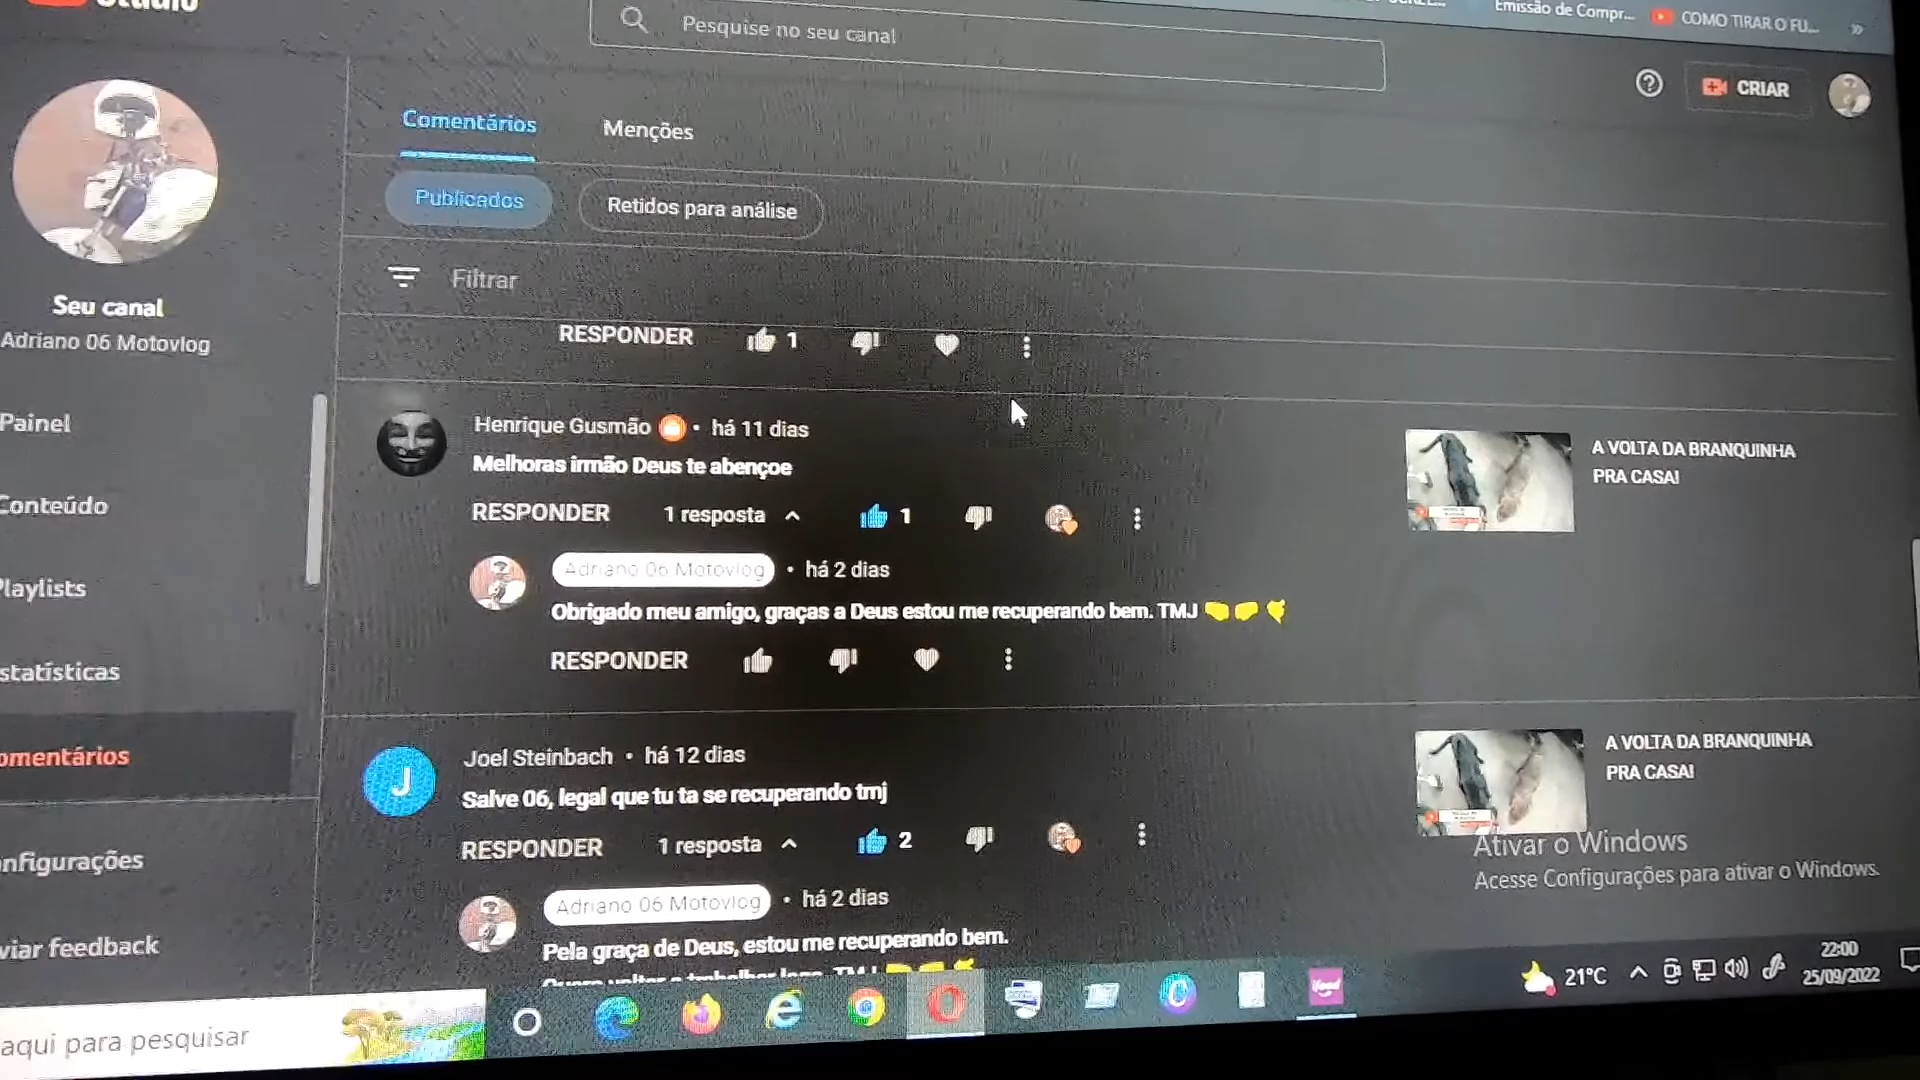 Studio
Pesquise no seu canal
Emissão de Compr...
COMO TIRAR O FU...
»
CRIAR
Comentários
Menções
Publicados
Retidos para análise
Filtrar
Seu canal
Adriano 06 Motovlog
Painel
Conteúdo
Playlists
statísticas
omentários
nfigurações
viar feedback
RESPONDER 1
Henrique Gusmão • há 11 dias
Melhoras irmão Deus te abençoe
RESPONDER 1 resposta 1
A VOLTA DA BRANQUINHA
PRA CASA!
Adriano 06 Motovlog • há 2 dias
Obrigado meu amigo, graças a Deus estou me recuperando bem. TMJ
RESPONDER
J
Joel Steinbach • há 12 dias
Salve 06, legal que tu ta se recuperando tmj
RESPONDER 1 resposta 2
A VOLTA DA BRANQUINHA
PRA CASA!
Adriano 06 Motovlog • há 2 dias
Pela graça de Deus, estou me recuperando bem.
Quero voltar a trabalhar logo. TMJ
Ativar o Windows
Acesse Configurações para ativar o Windows.
aqui para pesquisar
21°C
22:00
25/09/2022